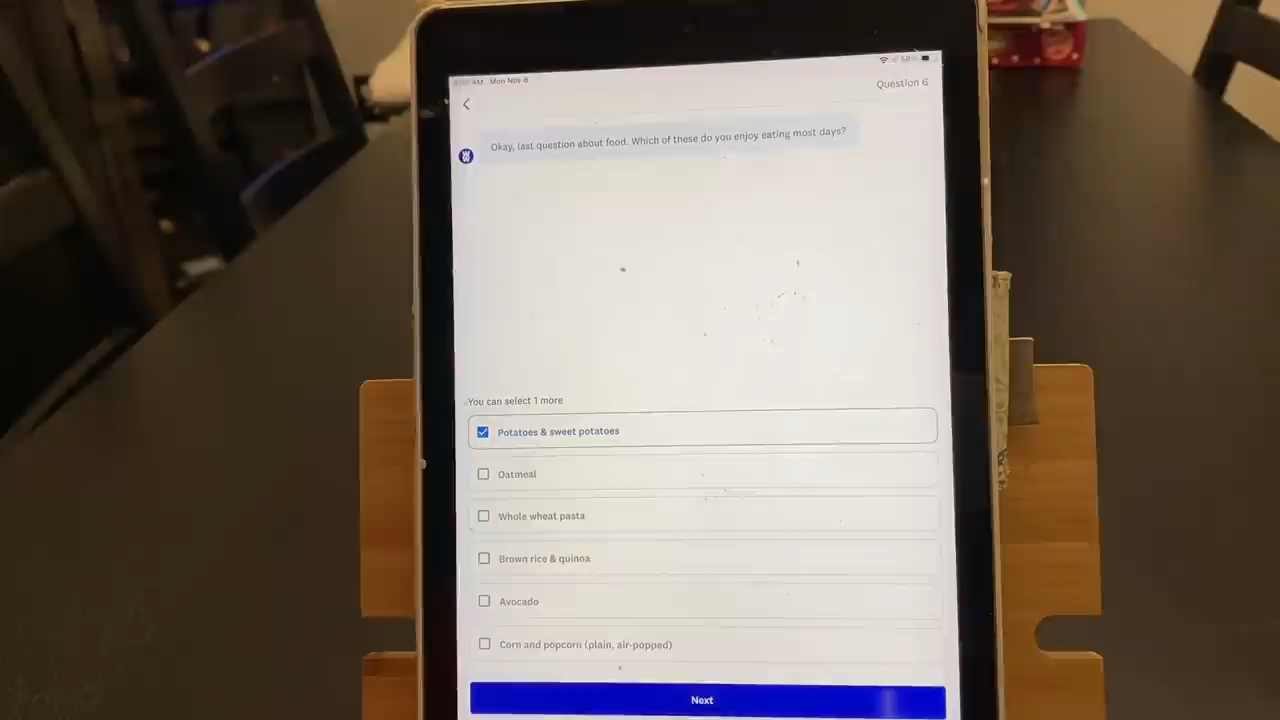 AM Mon Nov 8
Question 6
Okay, last question about food. Which of these do you enjoy eating most days?
You can select 1 more
Potatoes & sweet potatoes
Oatmeal
Whole wheat pasta
Brown rice & quinoa
Avocado
Corn and popcorn (plain, air-popped)
Next